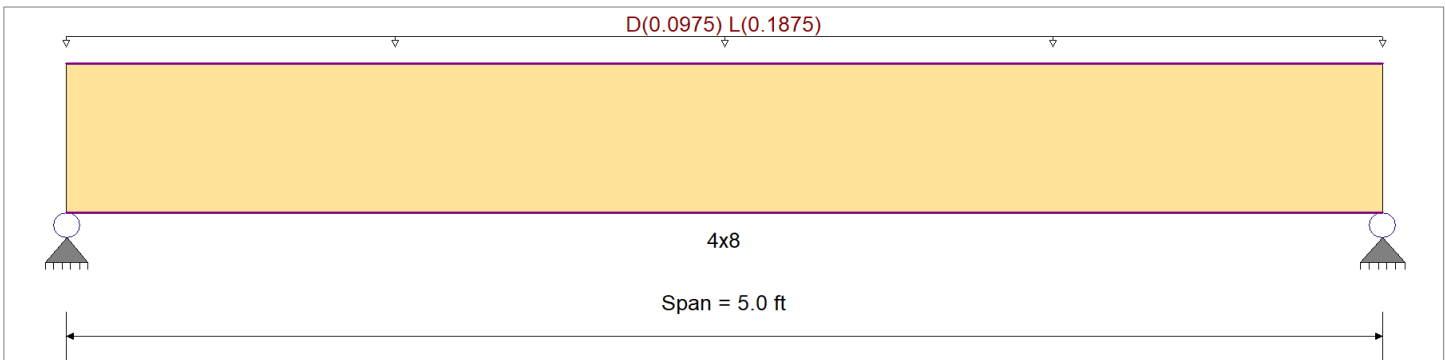 D(0.0975) L(0.1875)
4x8
Span = 5.0 ft